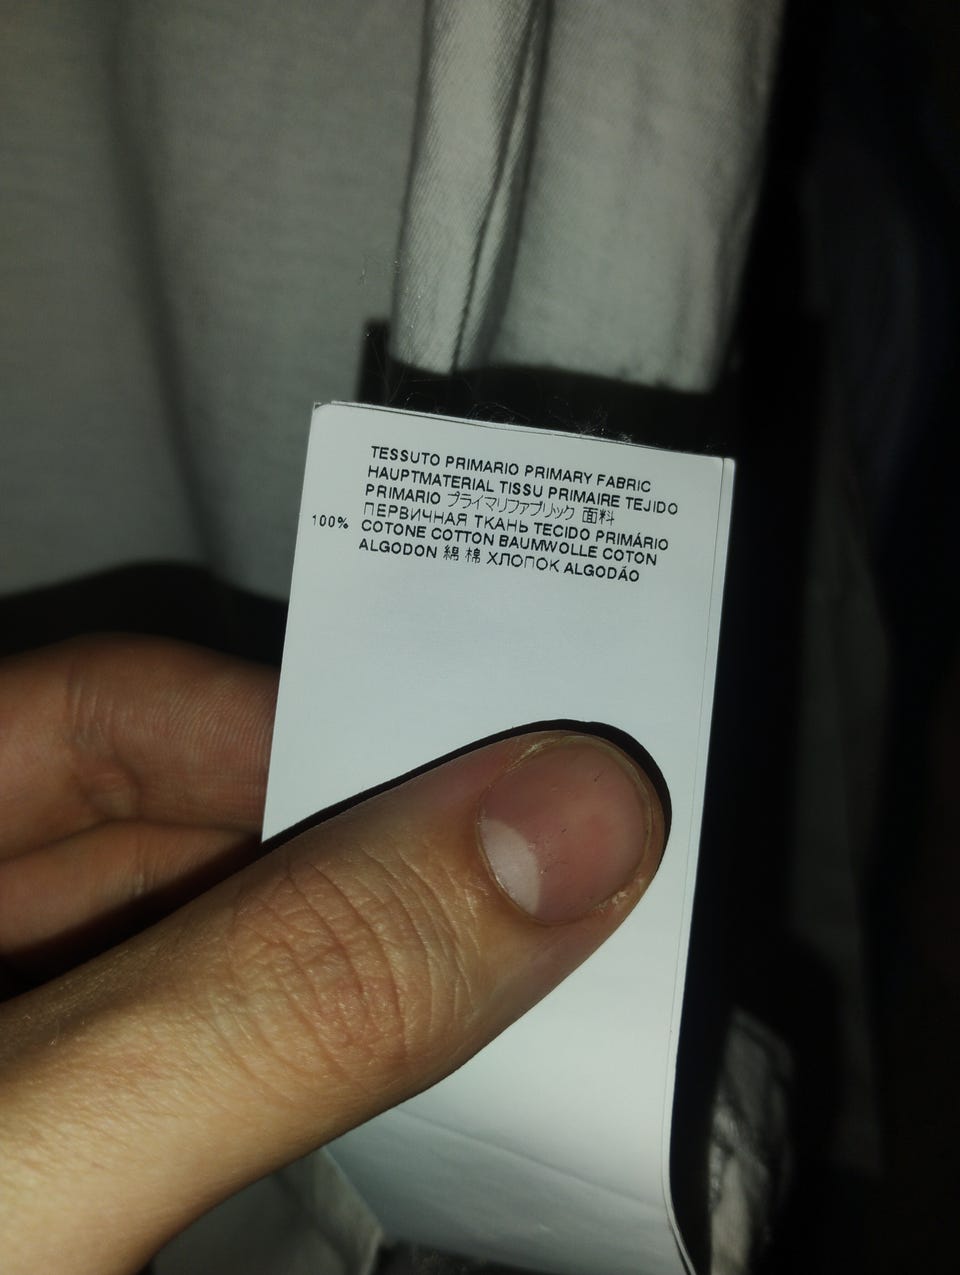 TESSUTO PRIMARIO PRIMARY FABRIC
HAUPTMATERIAL TISSU PRIMAIRE TEJIDO
PRIMARIO プライマリファブリック 面料
ПЕРВИЧНАЯ ТКАНЬ TECIDO PRIMÁRIO
100% COTONE COTTON BAUMWOLLE COTON
ALGODON 綿 棉 ХЛОПОК ALGODÃO